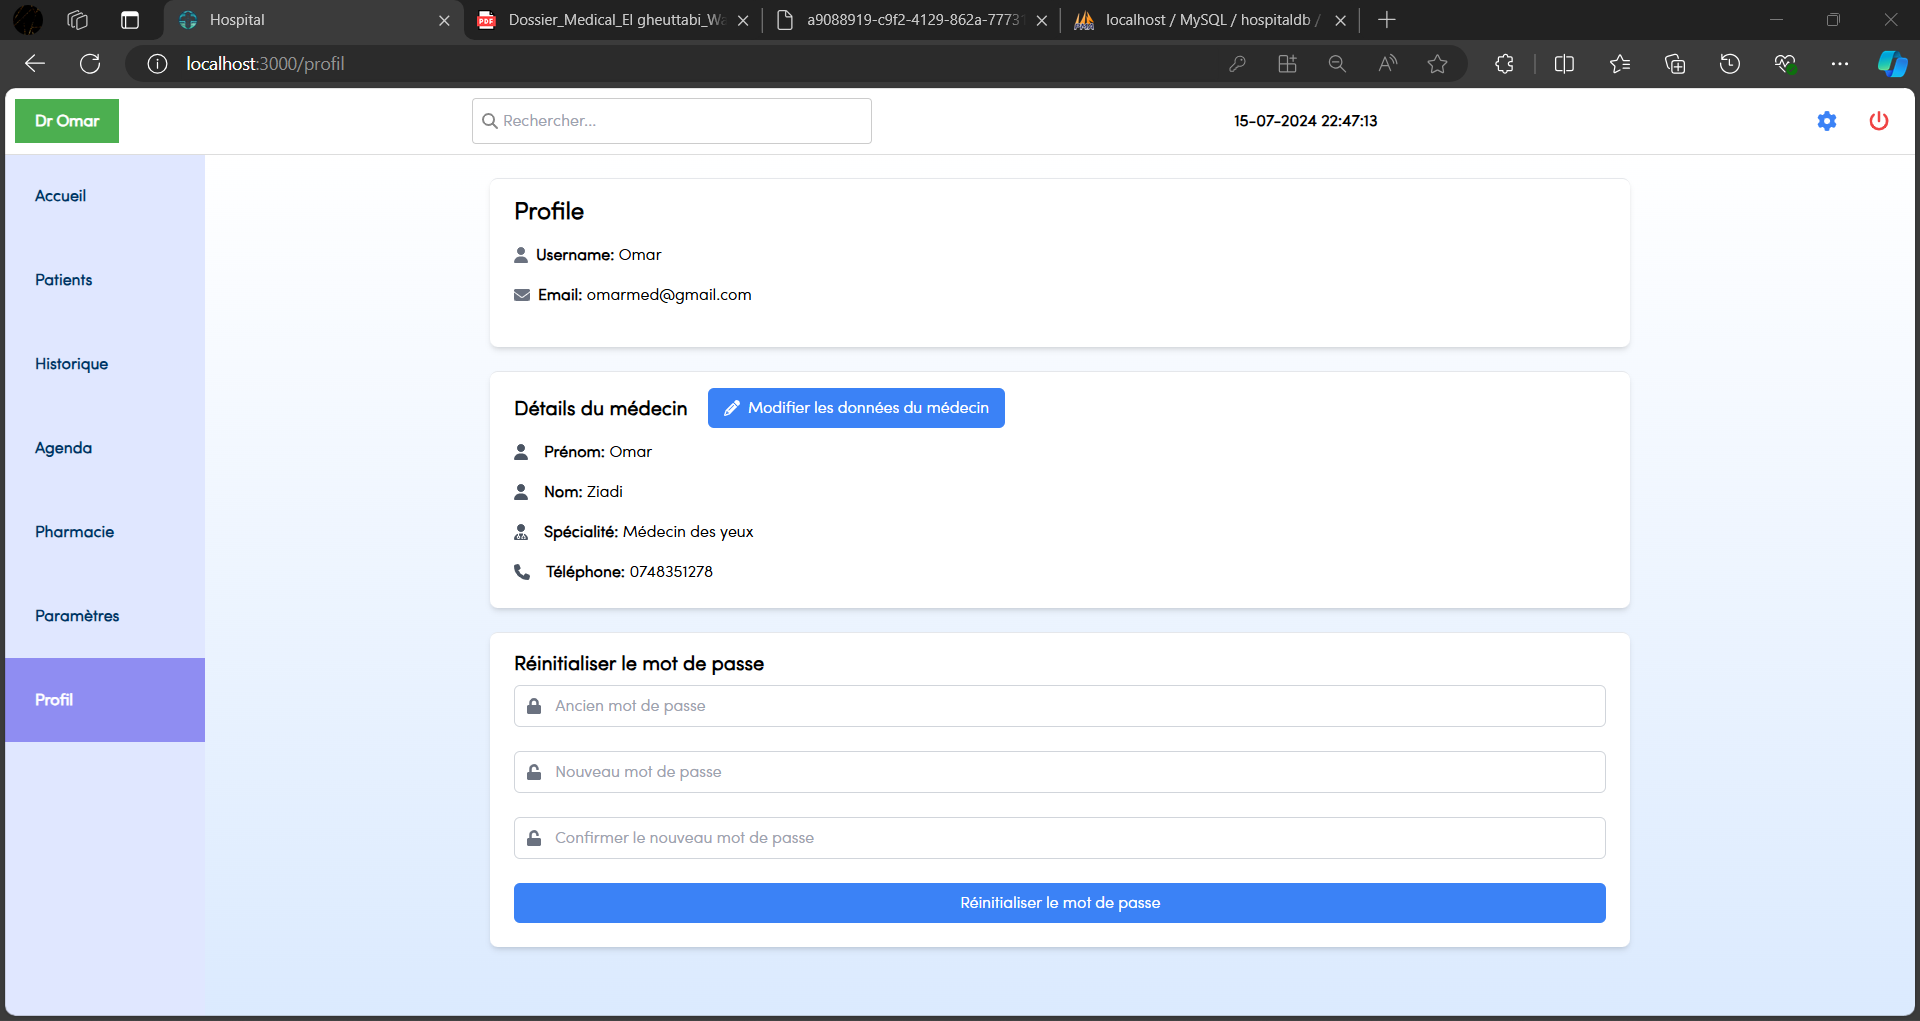 Hospital
Dossier_Medical_El gheuttabi_Wa
a9088919-c9f2-4129-862a-7773
localhost / MySQL / hospitaldb /
localhost:3000/profil
Dr Omar
Rechercher...
15-07-2024 22:47:13
Accueil
Patients
Historique
Agenda
Pharmacie
Paramètres
Profil
Profile
Username: Omar
Email: omarmed@gmail.com
Détails du médecin
Modifier les données du médecin
Prénom: Omar
Nom: Ziadi
Spécialité: Médecin des yeux
Téléphone: 0748351278
Réinitialiser le mot de passe
Ancien mot de passe
Nouveau mot de passe
Confirmer le nouveau mot de passe
Réinitialiser le mot de passe